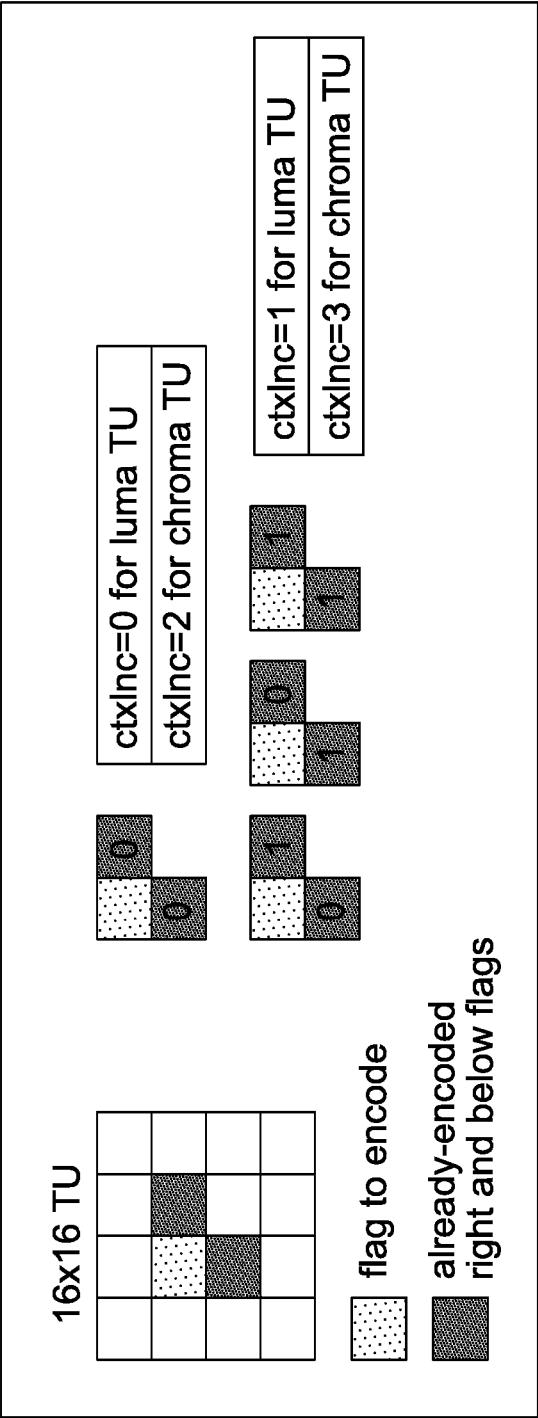 16x16 TU
flag to encode
already-encoded
right and below flags
0
0
ctxInc=0 for luma TU
ctxInc=2 for chroma TU
1
0
0
1
1
1
ctxInc=1 for luma TU
ctxInc=3 for chroma TU